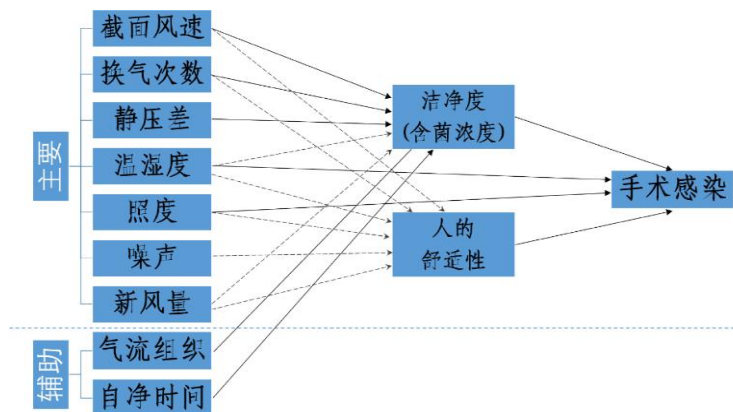 主要
截面风速
换气次数
静压差
温湿度
照度
噪声
新风量
辅助
气流组织
自净时间
洁净度
(含菌浓度)
人的
舒适性
手术感染